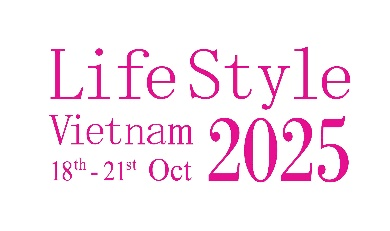 Life Style
Vietnam 2025
18th - 21st Oct